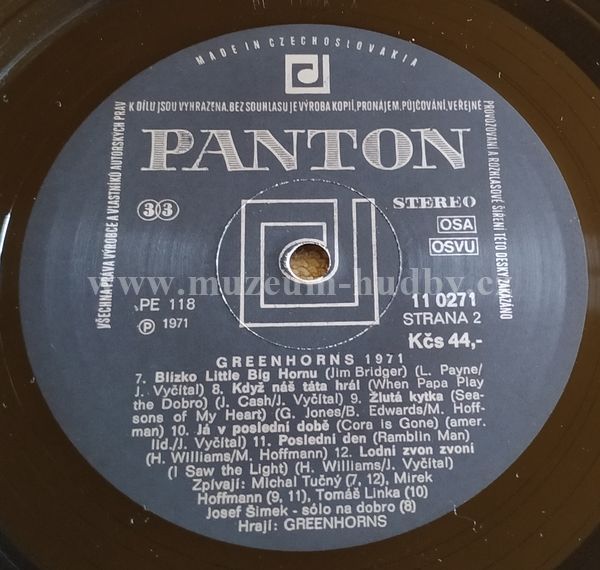 MADE IN CZECHOSLOVAKIA
VŠECHNA PRÁVA VÝROBCE A VLASTNÍKŮ AUTORSKÝCH PRÁV
K DÍLU JSOU VYHRAZENA. BEZ SOUHLASU JE VÝROBA KOPIÍ, PRONÁJEM, PŮJČOVÁNÍ, VEŘEJNÉ
PROVOZOVÁNÍ A ROZHLASOVÉ ŠÍŘENÍ TÉTO DESKY ZAKÁZÁNO
PANTON
33
STEREO
OSA
OSVU
www.muzeum-hudby.cz
PE 118
℗ 1971
11 0271
STRANA 2
Kčs 44,-
GREENHORNS 1971
7. Blízko Little Big Hornu (Jim Bridger) (L. Payne/
J. Vyčítal) 8. Když náš táta hrál (When Papa Play
the Dobro) (J. Cash/J. Vyčítal) 9. Žlutá kytka (Sea-
sons of My Heart) (G. Jones/B. Edwards/M. Hoff-
man) 10. Já v poslední době (Cora is Gone) (amer.
lid./J. Vyčítal) 11. Poslední den (Ramblin Man)
(H. Williams/M. Hoffmann) 12. Lodní zvon zvoní
(I Saw the Light) (H. Williams/J. Vyčítal)
Zpívají: Michal Tučný (7, 12), Mirek
Hoffmann (9, 11), Tomáš Linka (10)
Josef Šimek - sólo na dobro (8)
Hrají: GREENHORNS